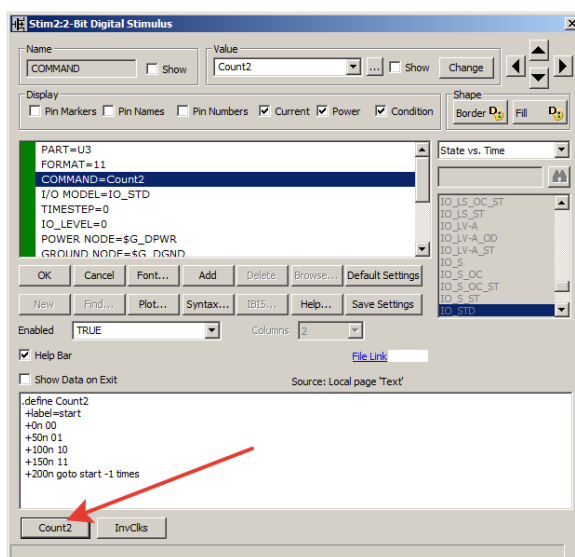 Stim2:2-Bit Digital Stimulus
Name
COMMAND
Show
Value
Count2
...
Show
Change
Display
Pin Markers
Pin Names
Pin Numbers
Current
Power
Condition
Shape
Border
Fill
PART=U3
FORMAT=11
COMMAND=Count2
I/O MODEL=IO_STD
TIMESTEP=0
IO_LEVEL=0
POWER NODE=$G_DPWR
GROUND NODE=$G_DGND
State vs. Time
IO_LS_OC_ST
IO_LS_ST
IO_LV-A
IO_LV-A_OD
IO_LV-A_ST
IO_S
IO_S_OC
IO_S_OC_ST
IO_S_ST
IO_STD
OK
Cancel
Font...
Add
Delete
Browse...
Default Settings
New
Find...
Plot...
Syntax...
IBIS...
Help...
Save Settings
Enabled
TRUE
Columns
2
Help Bar
File Link
Show Data on Exit
Source: Local page 'Text'
.define Count2
+label=start
+0n 00
+50n 01
+100n 10
+150n 11
+200n goto start -1 times
Count2
InvClks